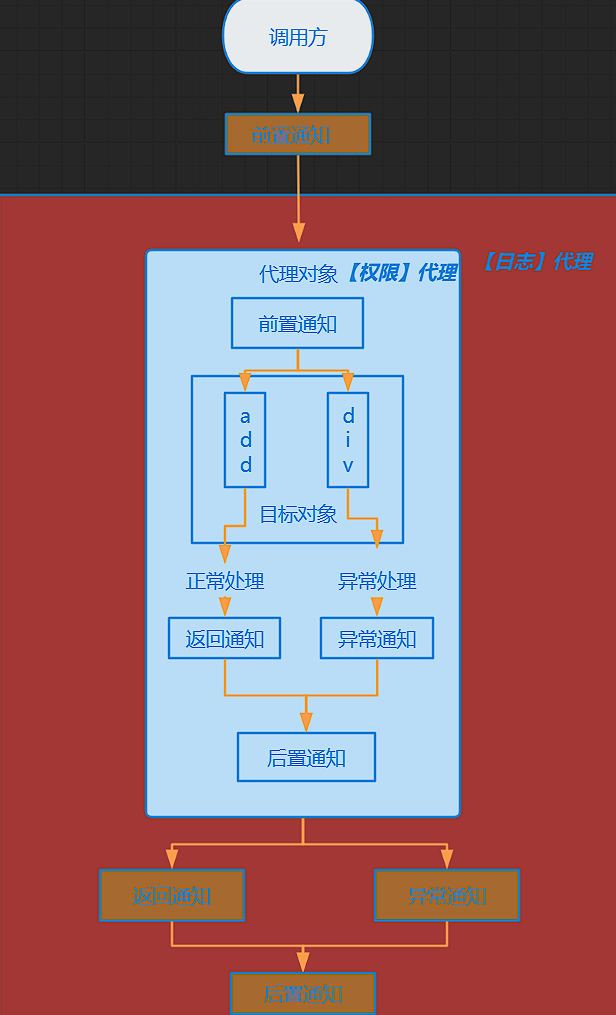 调用方
前置通知
【日志】代理
代理对象【权限】代理
前置通知
a
d
d
d
i
v
目标对象
正常处理
异常处理
返回通知
异常通知
后置通知
返回通知
异常通知
后置通知